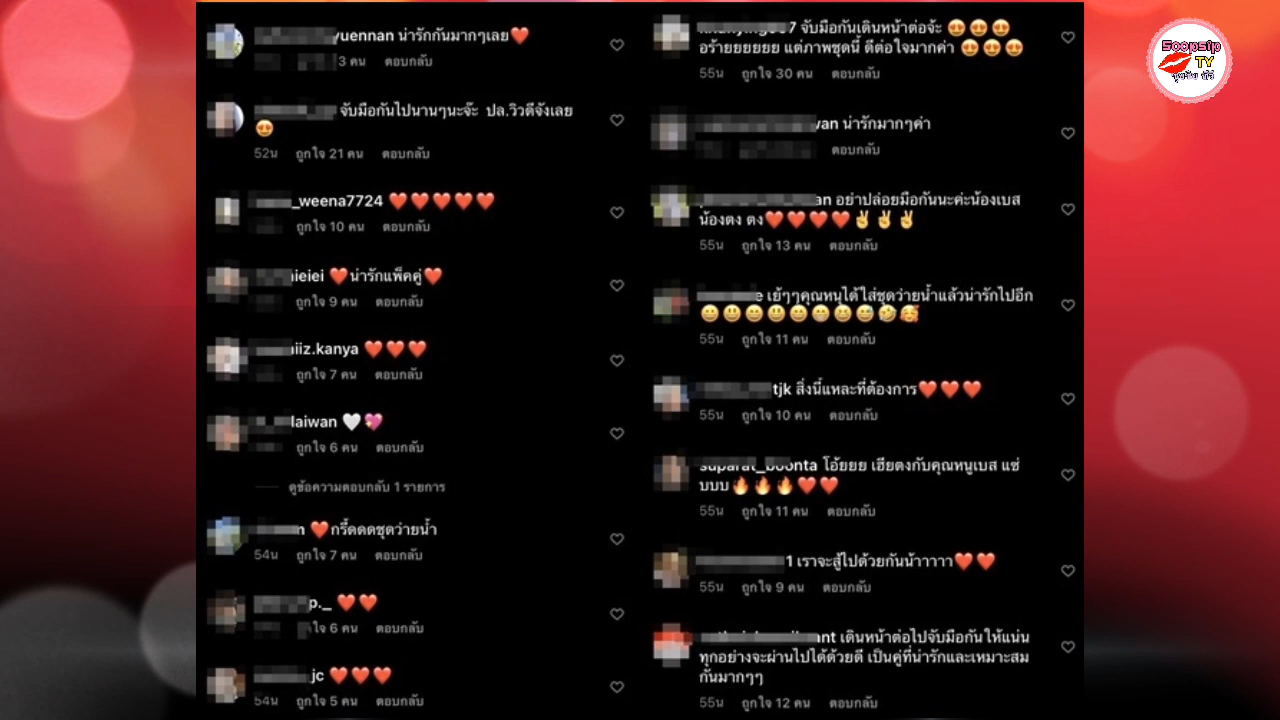 yuennan น่ารักกันมากๆเลย❤️
3 คน ตอบกลับ
จับมือกันไปนานๆนะจ๊ะ ปล.วิวดีจังเลย
😍
52น ถูกใจ 21 คน ตอบกลับ
_weena7724 ❤️❤️❤️❤️❤️
ถูกใจ 10 คน ตอบกลับ
ieiei ❤️น่ารักแพ็คคู่❤️
ถูกใจ 9 คน ตอบกลับ
iiz.kanya ❤️❤️❤️
ถูกใจ 7 คน ตอบกลับ
laiwan 🤍💖
ถูกใจ 6 คน ตอบกลับ
ดูข้อความตอบกลับ 1 รายการ
n ❤️กรี้ดดดชุดว่ายน้ำ
54น ถูกใจ 7 คน ตอบกลับ
p._ ❤️❤️
ใจ 6 คน ตอบกลับ
jc ❤️❤️❤️
54น ถูกใจ 5 คน ตอบกลับ
7 จับมือกันเดินหน้าต่อจ้ะ 😍😍😍
อร้ายยยยยยย แต่ภาพชุดนี้ ดีต่อใจมากค่า 😍😍😍
55น ถูกใจ 30 คน ตอบกลับ
wan น่ารักมากๆค่า
ตอบกลับ
an อย่าปล่อยมือกันนะค่ะน้องเบส
น้องตง ตง❤️❤️❤️❤️✌️✌️✌️
55น ถูกใจ 13 คน ตอบกลับ
e เย้ๆๆคุณหนูได้ใส่ชุดว่ายน้ำแล้วน่ารักไปอีก
😀😃😄😃😄😁😆😅🤣🥰
55น ถูกใจ 11 คน ตอบกลับ
tjk สิ่งนี้แหละที่ต้องการ❤️❤️❤️
55น ถูกใจ 10 คน ตอบกลับ
suparat_boonta โอ้ยยย เฮียตงกับคุณหนูเบส แซ่
บบบ🔥🔥🔥❤️❤️
55น ถูกใจ 11 คน ตอบกลับ
1 เราจะสู้ไปด้วยกันน้าาาาา❤️❤️
55น ถูกใจ 9 คน ตอบกลับ
ant เดินหน้าต่อไปจับมือกันให้แน่น
ทุกอย่างจะผ่านไปได้ด้วยดี เป็นคู่ที่น่ารักและเหมาะสม
กันมากๆๆ
55น ถูกใจ 12 คน ตอบกลับ
Soopsip
TY
ซุบซิบ ทีวี